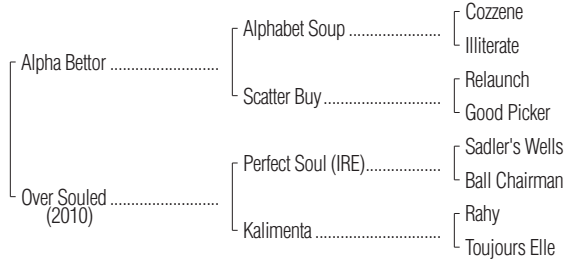 Cozzene
Alphabet Soup ....................
Illiterate
Alpha Bettor ........................
Relaunch
Scatter Buy ..........................
Good Picker
Sadler's Wells
Perfect Soul (IRE)................
Ball Chairman
Over Souled ........................
(2010)
Rahy
Kalimenta ............................
Toujours Elle